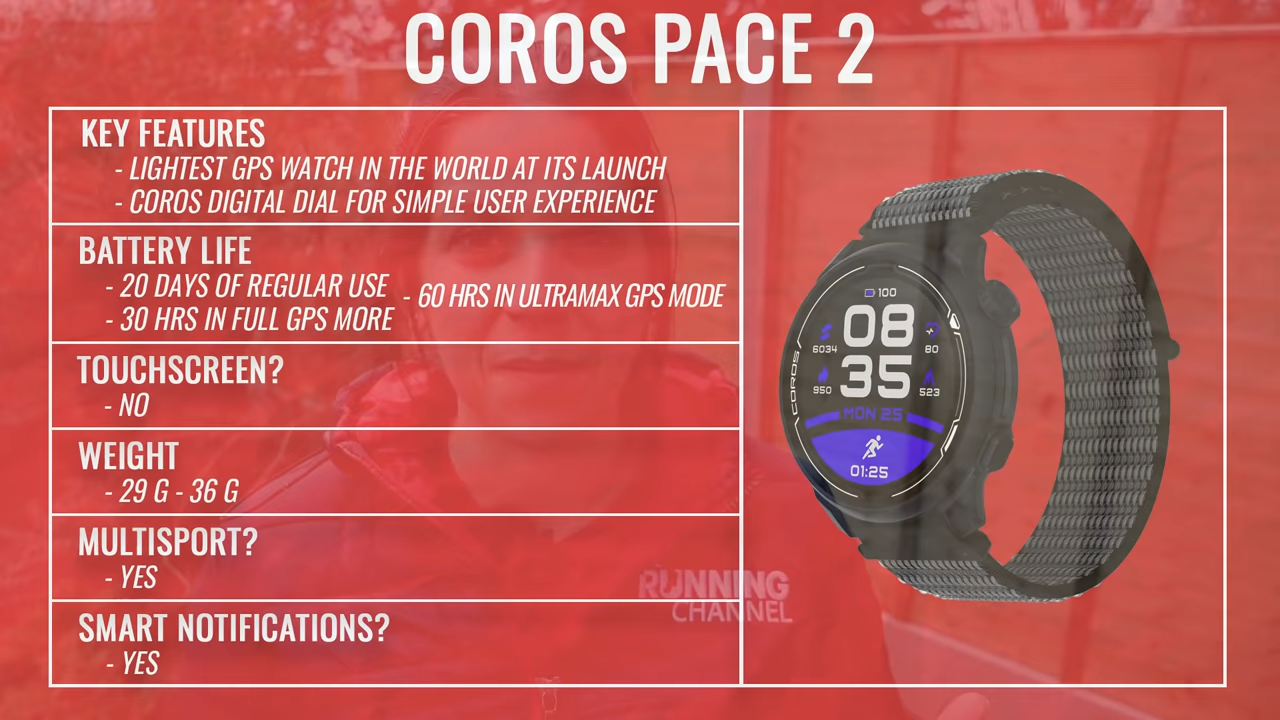 COROS PACE 2
KEY FEATURES
- LIGHTEST GPS WATCH IN THE WORLD AT ITS LAUNCH
- COROS DIGITAL DIAL FOR SIMPLE USER EXPERIENCE
BATTERY LIFE
- 20 DAYS OF REGULAR USE
- 30 HRS IN FULL GPS MORE
- 60 HRS IN ULTRAMAX GPS MODE
TOUCHSCREEN?
- NO
WEIGHT
- 29 G - 36 G
MULTISPORT?
- YES
SMART NOTIFICATIONS?
- YES
100
08
6034
80
35
950
523
COROS
MON 25
01:25
RUNNING
CHANNEL